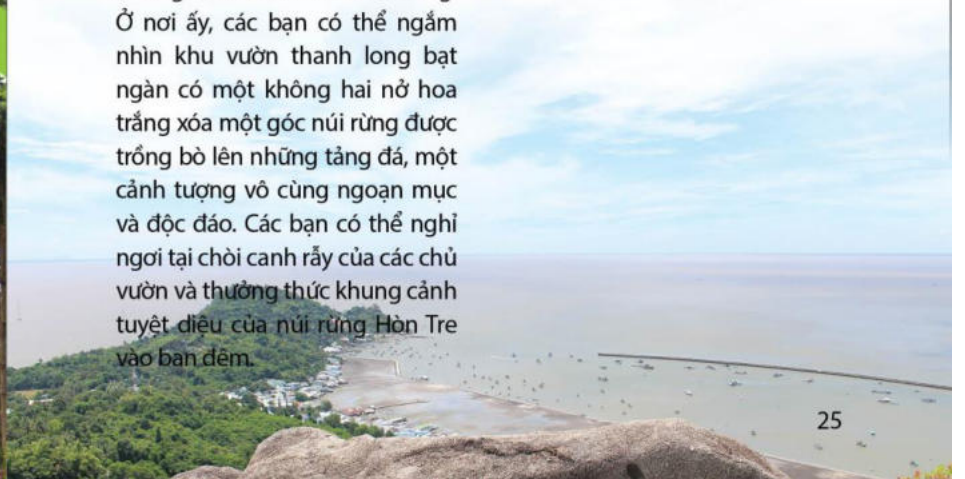 Ở nơi ấy, các bạn có thể ngắm
nhìn khu vườn thanh long bạt
ngàn có một không hai nở hoa
trắng xóa một góc núi rừng được
trồng bò lên những tảng đá, một
cảnh tượng vô cùng ngoạn mục
và độc đáo. Các bạn có thể nghỉ
ngơi tại chòi canh rẫy của các chủ
vườn và thưởng thức khung cảnh
tuyệt diệu của núi rừng Hòn Tre
vào ban đêm.
25